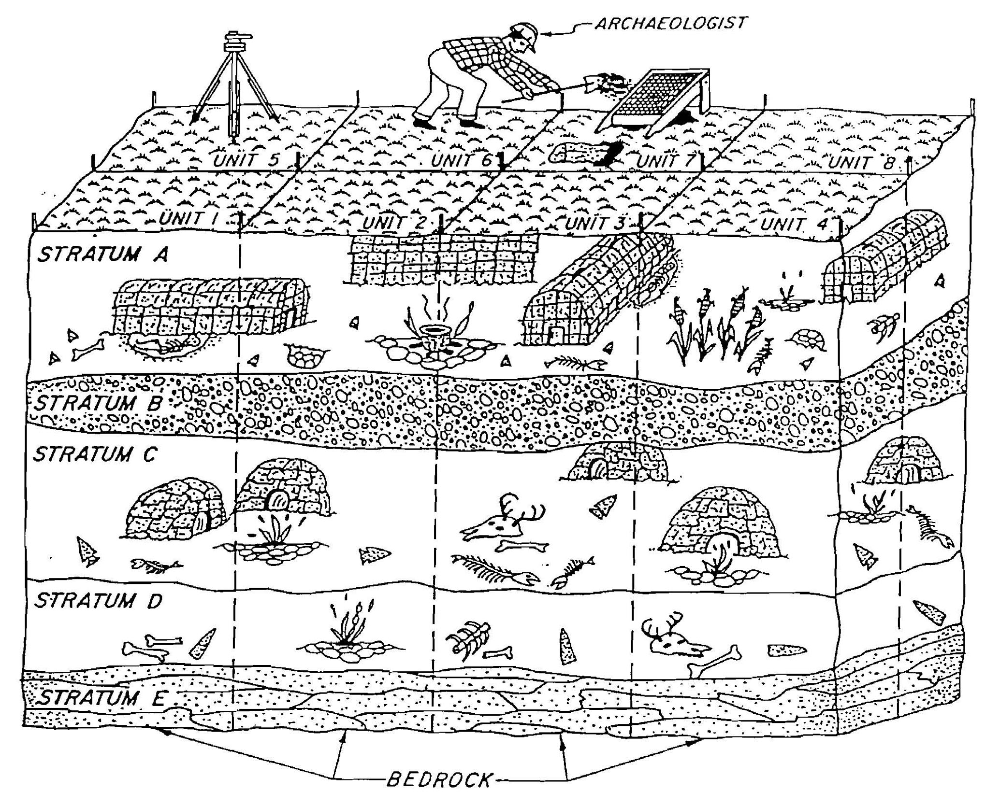 ARCHAEOLOGIST
UNIT 5
UNIT 6
UNIT 7
UNIT 8
UNIT 1
UNIT 2
UNIT 3
UNIT 4
STRATUM A
STRATUM B
STRATUM C
STRATUM D
STRATUM E
BEDROCK